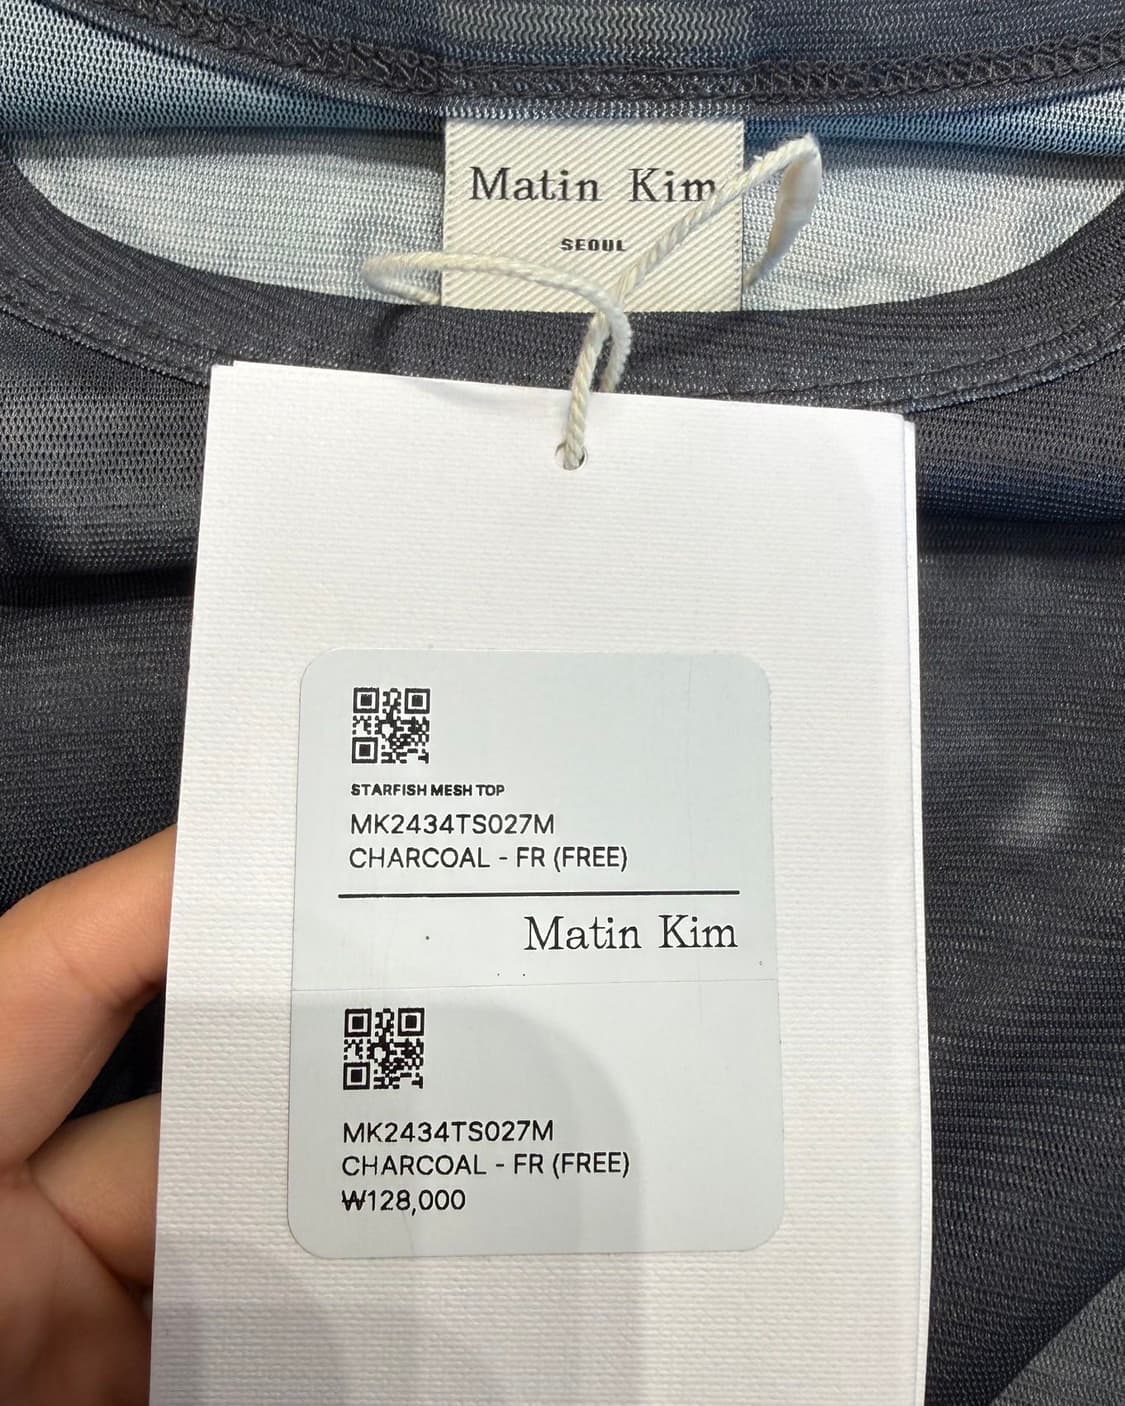 Matin Kim
SEOUL
STARFISH MESH TOP
MK2434TS027M
CHARCOAL - FR (FREE)
Matin Kim
MK2434TS027M
CHARCOAL - FR (FREE)
₩128,000